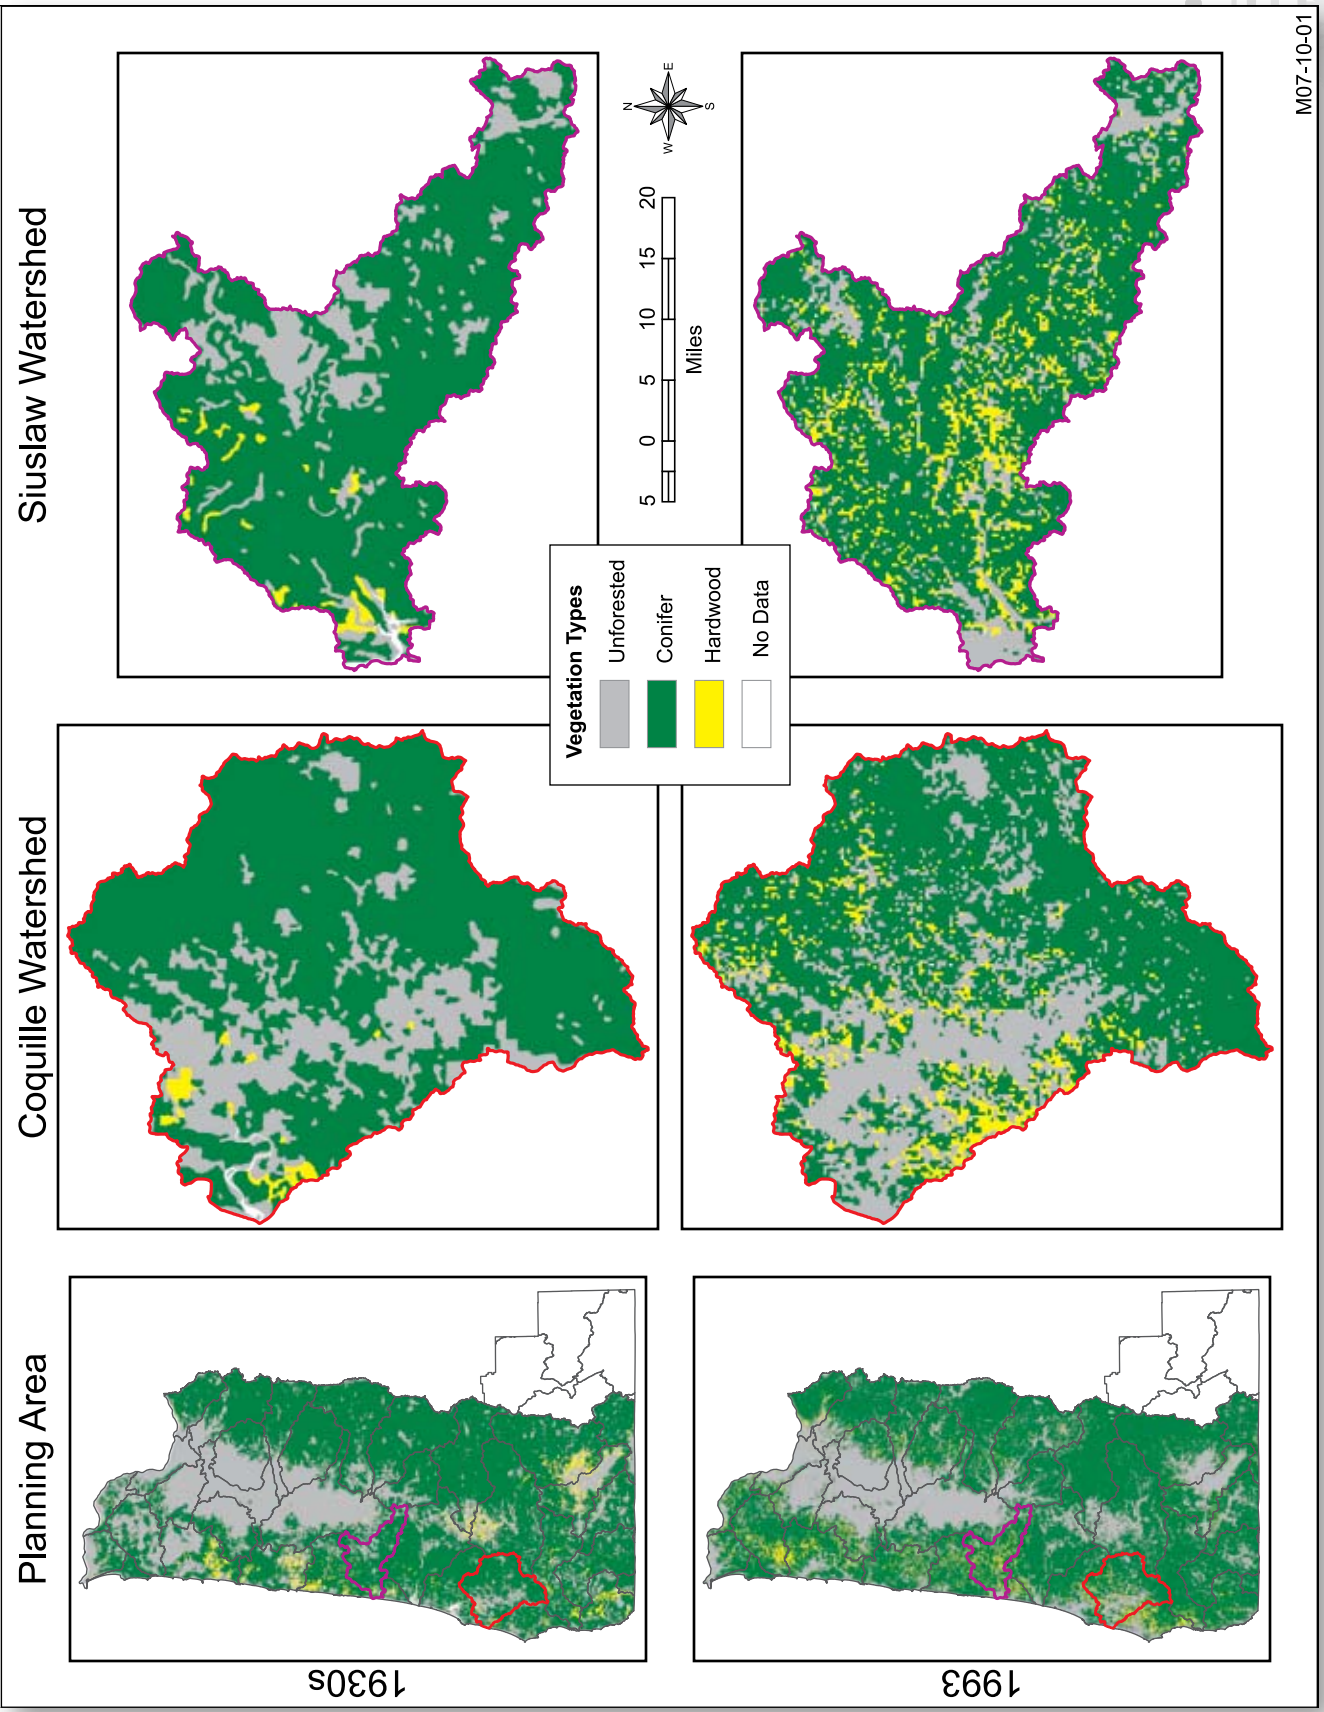 Planning Area
Coquille Watershed
Siuslaw Watershed
1930s
1993
Vegetation Types
Unforested
Conifer
Hardwood
No Data
5 0 5 10 15 20
Miles
N
W E
S
M07-10-01